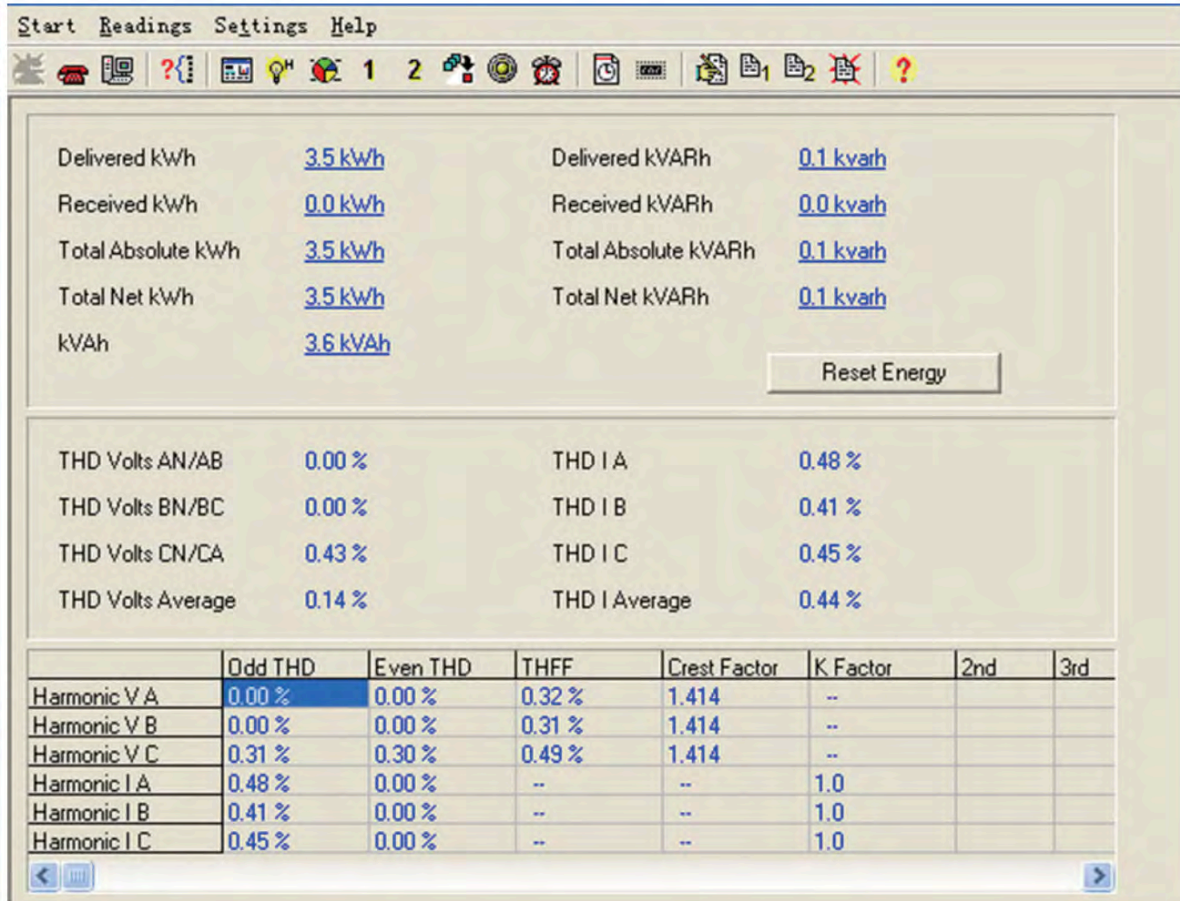 Start Readings Settings Help
?{ H 1 2 1 2 ?
Delivered kWh 3.5 kWh Delivered kVARh 0.1 kvarh
Received kWh 0.0 kWh Received kVARh 0.0 kvarh
Total Absolute kWh 3.5 kWh Total Absolute kVARh 0.1 kvarh
Total Net kWh 3.5 kWh Total Net kVARh 0.1 kvarh
kVAh 3.6 kVAh
Reset Energy
THD Volts AN/AB 0.00 % THD I A 0.48 %
THD Volts BN/BC 0.00 % THD I B 0.41 %
THD Volts CN/CA 0.43 % THD I C 0.45 %
THD Volts Average 0.14 % THD I Average 0.44 %
Odd THD Even THD THFF Crest Factor K Factor 2nd 3rd
Harmonic V A 0.00 % 0.00 % 0.32 % 1.414 --
Harmonic V B 0.00 % 0.00 % 0.31 % 1.414 --
Harmonic V C 0.31 % 0.30 % 0.49 % 1.414 --
Harmonic I A 0.48 % 0.00 % -- -- 1.0
Harmonic I B 0.41 % 0.00 % -- -- 1.0
Harmonic I C 0.45 % 0.00 % -- -- 1.0